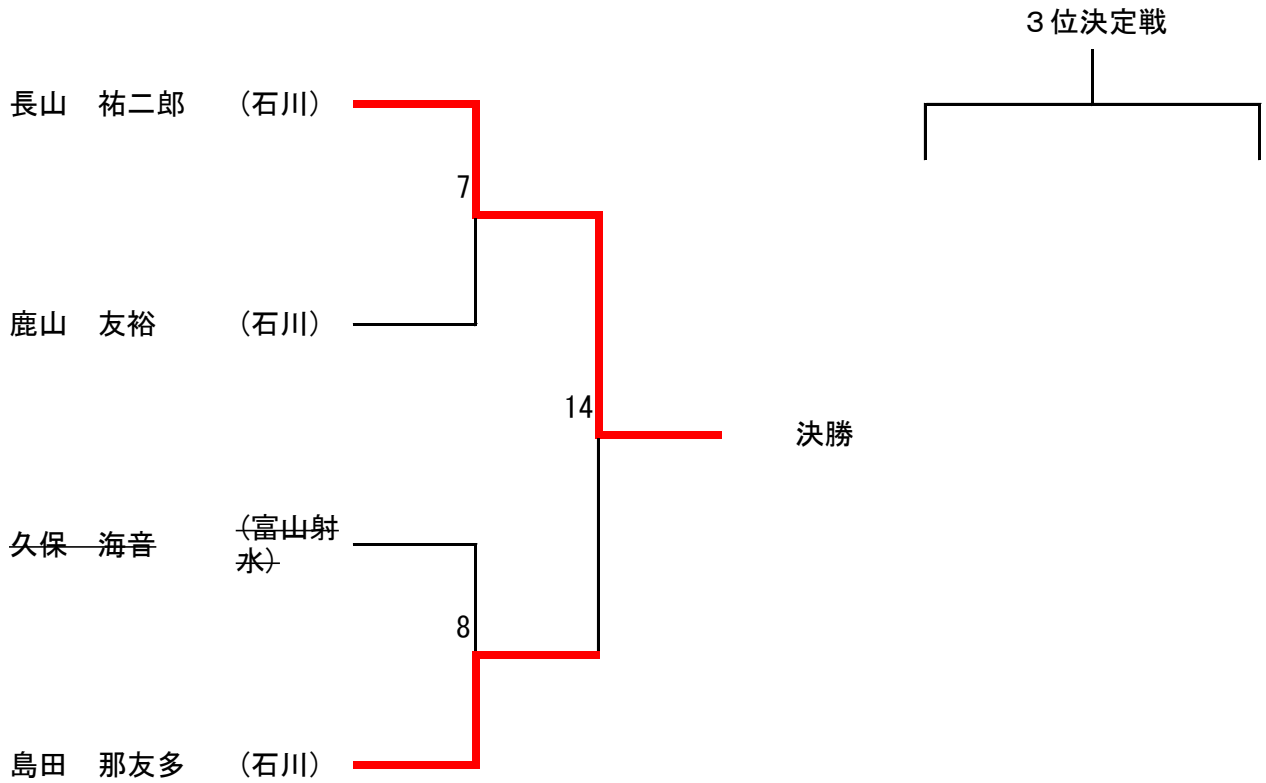 ３位決定戦
長山　祐二郎　（石川）
7
鹿山　友裕　（石川）
14
決勝
久保　海音　（富山射
水）
8
島田　那友多　（石川）